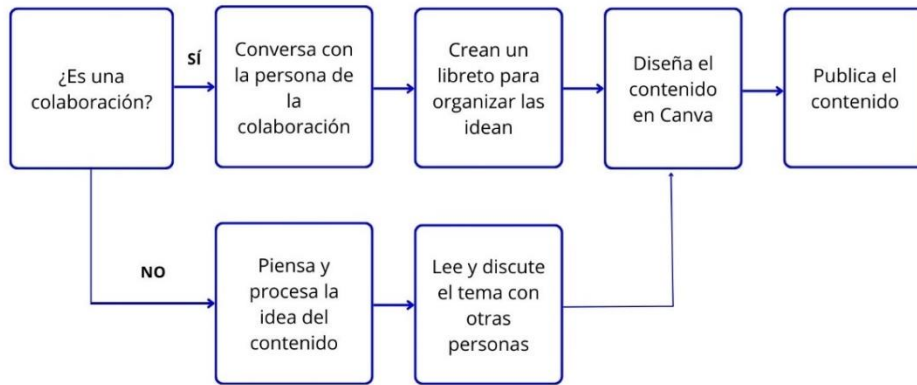 ¿Es una
colaboración?
SÍ
Conversa con
la persona de
la
colaboración
Crean un
libreto para
organizar las
idean
Diseña el
contenido
en Canva
Publica el
contenido
NO
Piensa y
procesa la
idea del
contenido
Lee y discute
el tema con
otras
personas